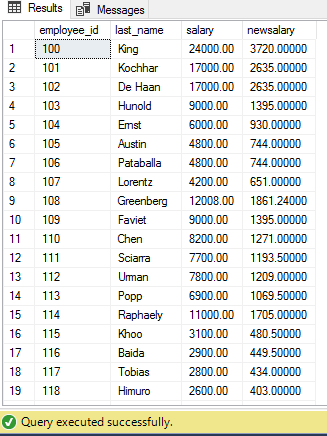 Results Messages
employee_id last_name salary newsalary
1 100 King 24000.00 3720.00000
2 101 Kochhar 17000.00 2635.00000
3 102 De Haan 17000.00 2635.00000
4 103 Hunold 9000.00 1395.00000
5 104 Ernst 6000.00 930.00000
6 105 Austin 4800.00 744.00000
7 106 Pataballa 4800.00 744.00000
8 107 Lorentz 4200.00 651.00000
9 108 Greenberg 12008.00 1861.24000
10 109 Faviet 9000.00 1395.00000
11 110 Chen 8200.00 1271.00000
12 111 Sciarra 7700.00 1193.50000
13 112 Urman 7800.00 1209.00000
14 113 Popp 6900.00 1069.50000
15 114 Raphaely 11000.00 1705.00000
16 115 Khoo 3100.00 480.50000
17 116 Baida 2900.00 449.50000
18 117 Tobias 2800.00 434.00000
19 118 Himuro 2600.00 403.00000
Query executed successfully.